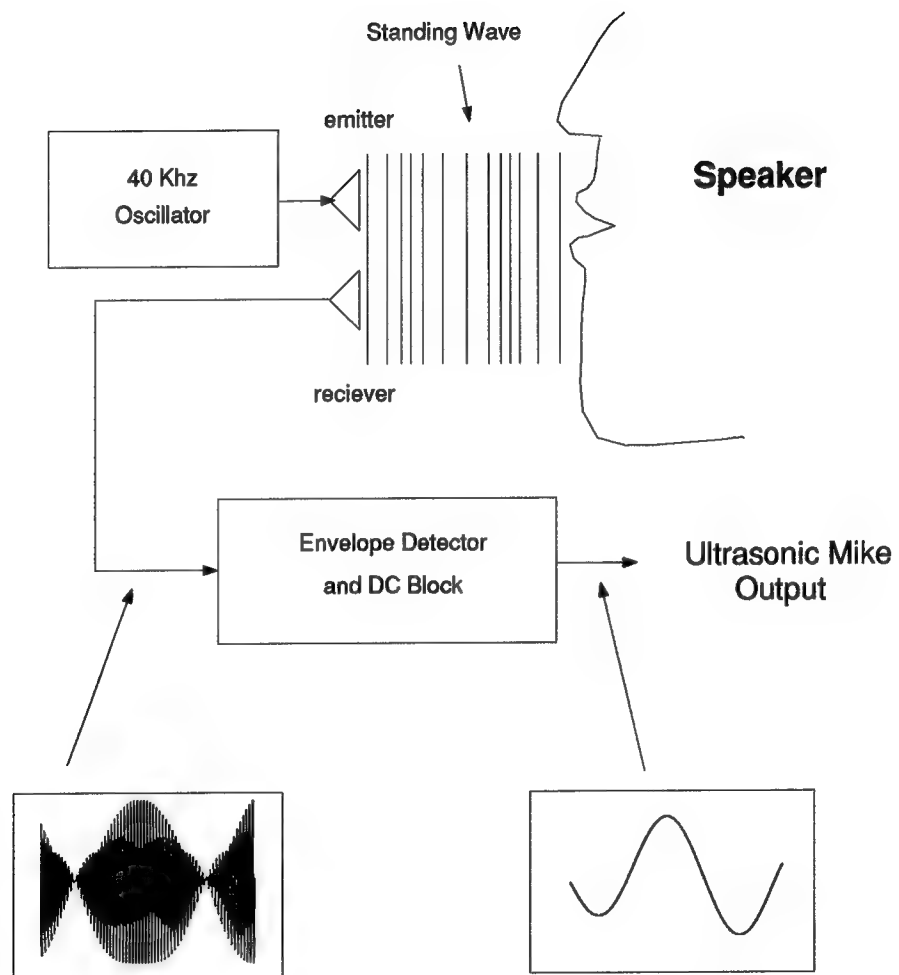 Standing Wave
emitter
40 Khz
Oscillator
Speaker
reciever
Envelope Detector
and DC Block
Ultrasonic Mike
Output